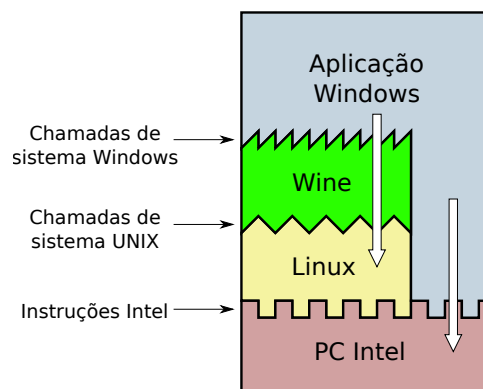 Aplicação
Windows
Chamadas de
sistema Windows
Wine
Chamadas de
sistema UNIX
Linux
Instruções Intel
PC Intel